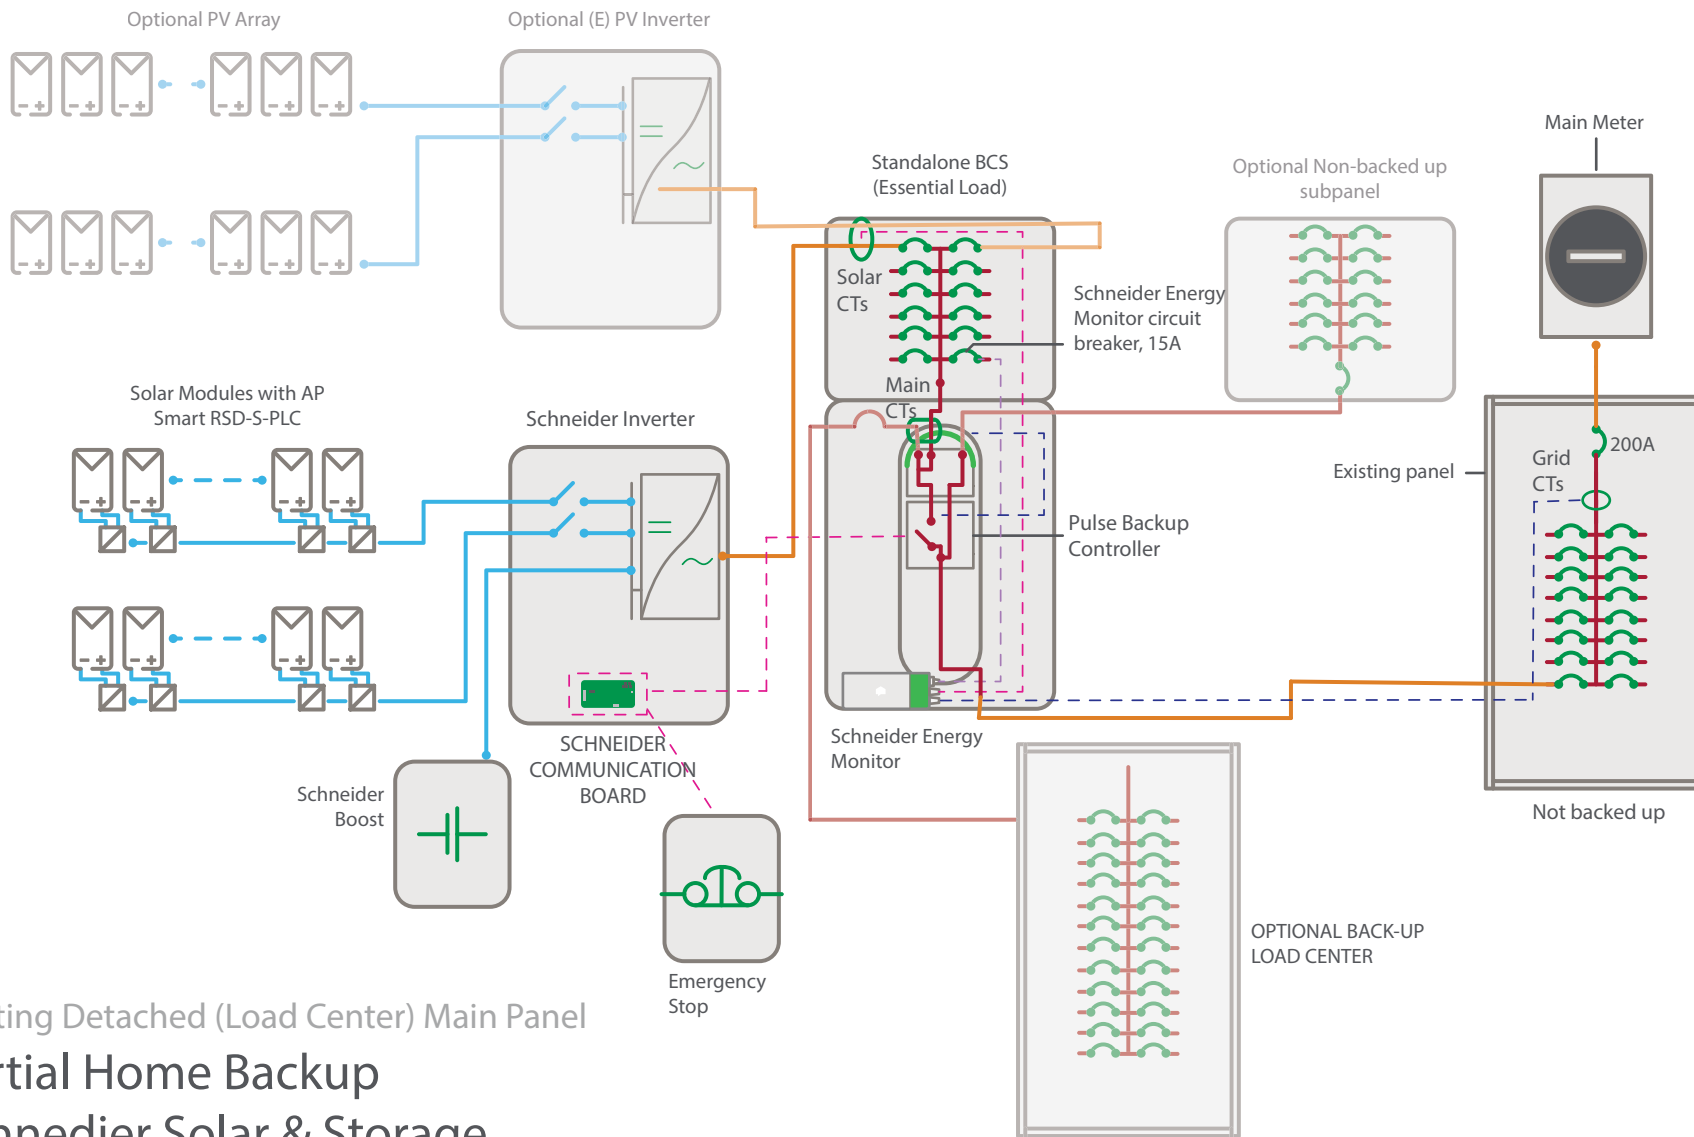 Optional PV Array
Optional (E) PV Inverter
Main Meter
Standalone BCS
(Essential Load)
Optional Non-backed up
subpanel
Solar
CTs
Schneider Energy
Monitor circuit
breaker, 15A
Main
CTs
Solar Modules with AP
Smart RSD-S-PLC
Schneider Inverter
200A
Grid
CTs
Existing panel
Pulse Backup
Controller
Schneider Energy
Monitor
SCHNEIDER
COMMUNICATION
BOARD
Schneider
Boost
Not backed up
OPTIONAL BACK-UP
LOAD CENTER
Emergency
Stop
ting Detached (Load Center) Main Panel
rtial Home Backup
hnedier Solar & Storage